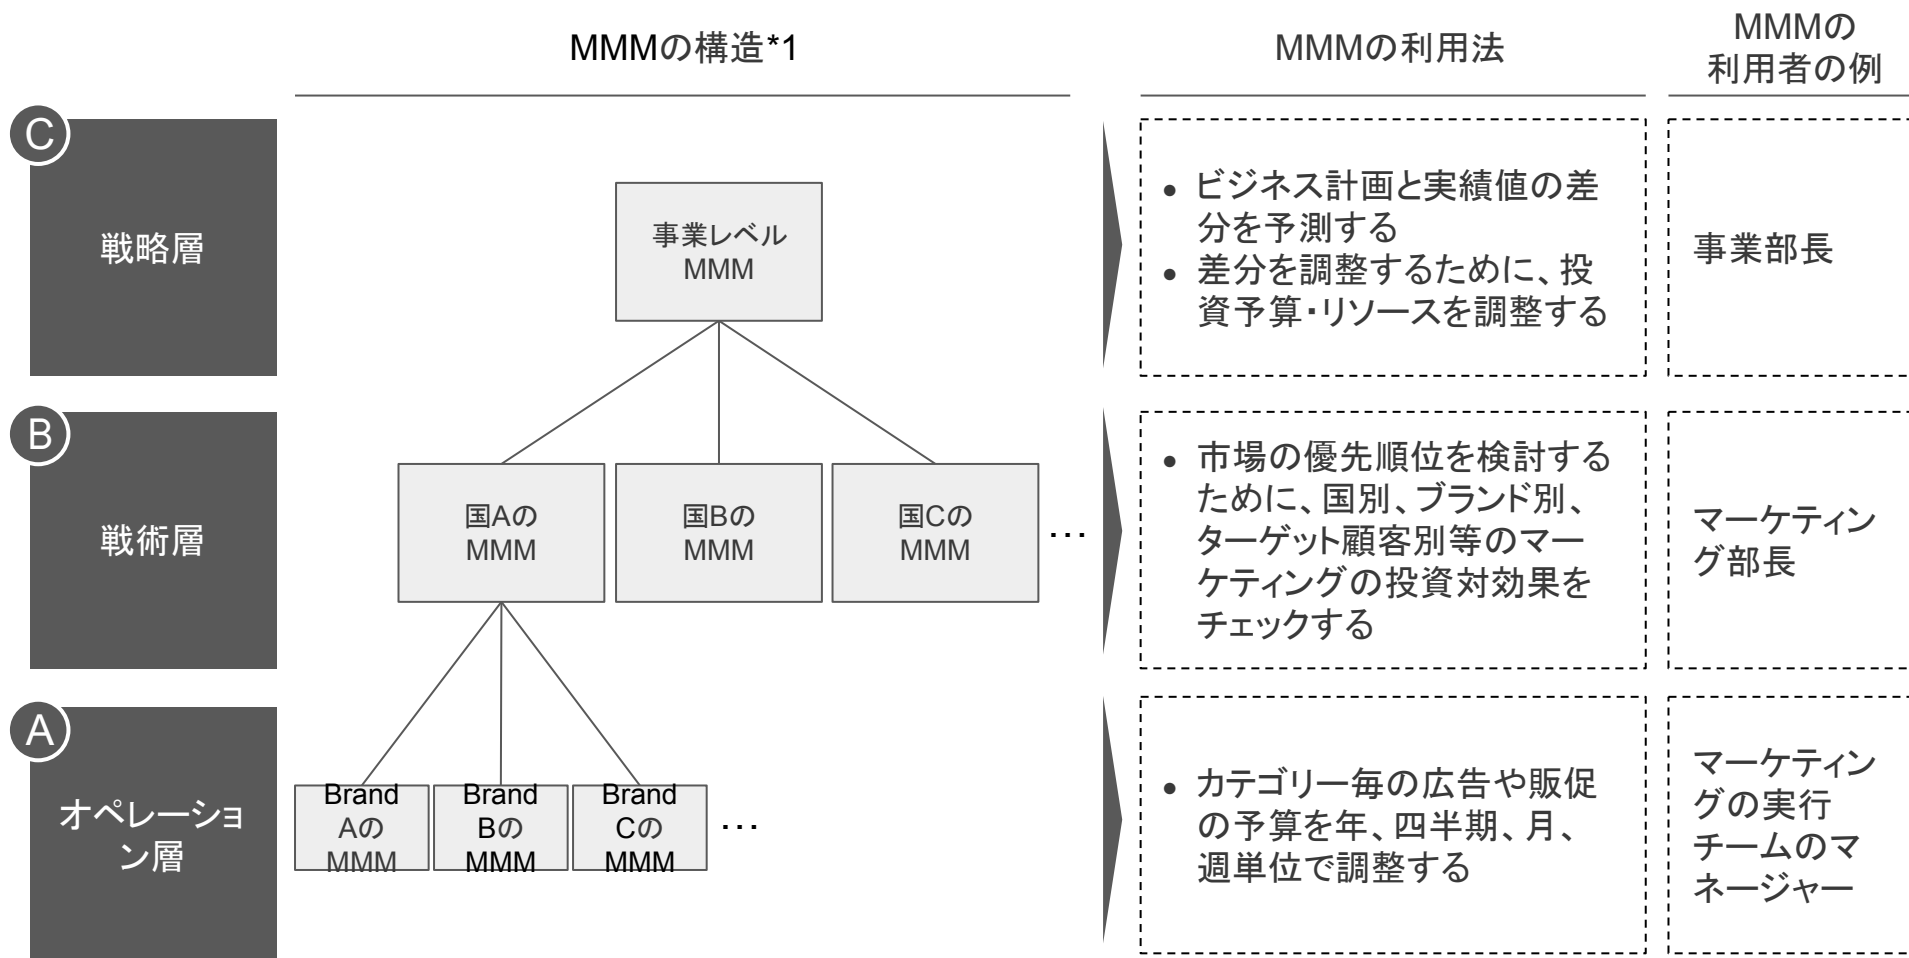 MMMの構造*1
MMMの利用法
MMMの
利用者の例
C
戦略層
事業レベル
MMM
● ビジネス計画と実績値の差
分を予測する
● 差分を調整するために、投
資予算・リソースを調整する
事業部長
B
戦術層
国Aの
MMM
国Bの
MMM
国Cの
MMM
…
● 市場の優先順位を検討する
ために、国別、ブランド別、
ターゲット顧客別等のマー
ケティングの投資対効果を
チェックする
マーケティン
グ部長
A
オペレーショ
ン層
Brand
Aの
MMM
Brand
Bの
MMM
Brand
Cの
MMM
…
● カテゴリー毎の広告や販促
の予算を年、四半期、月、
週単位で調整する
マーケティン
グの実行
チームのマ
ネージャー